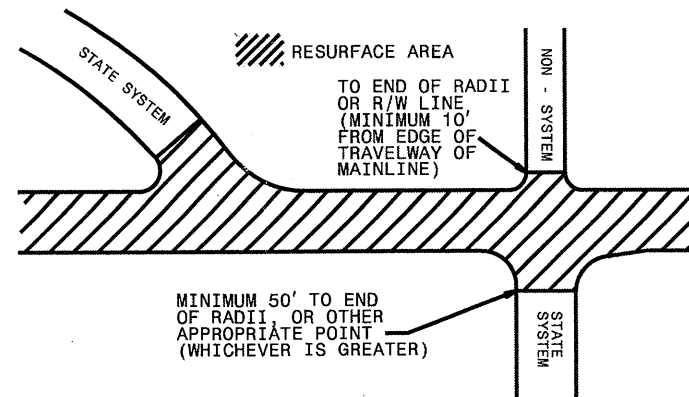 STATE SYSTEM
RESURFACE AREA
TO END OF RADII
OR R/W LINE
(MINIMUM 10'
FROM EDGE OF
TRAVELWAY OF
MAINLINE)
NON - SYSTEM
MINIMUM 50' TO END
OF RADII, OR OTHER
APPROPRIATE POINT
(WHICHEVER IS GREATER)
STATE
SYSTEM